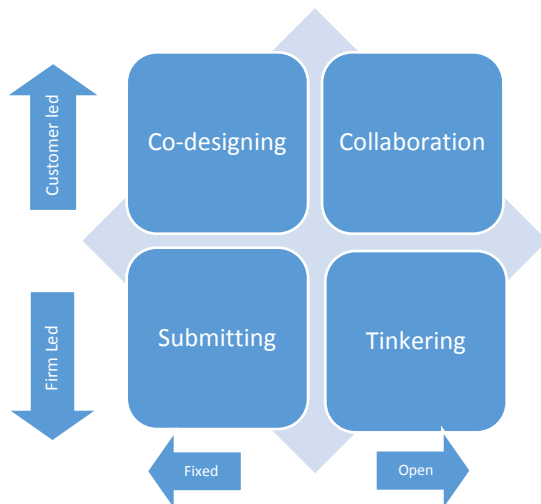 Customer led
Co-designing
Collaboration
Firm Led
Submitting
Tinkering
Fixed
Open